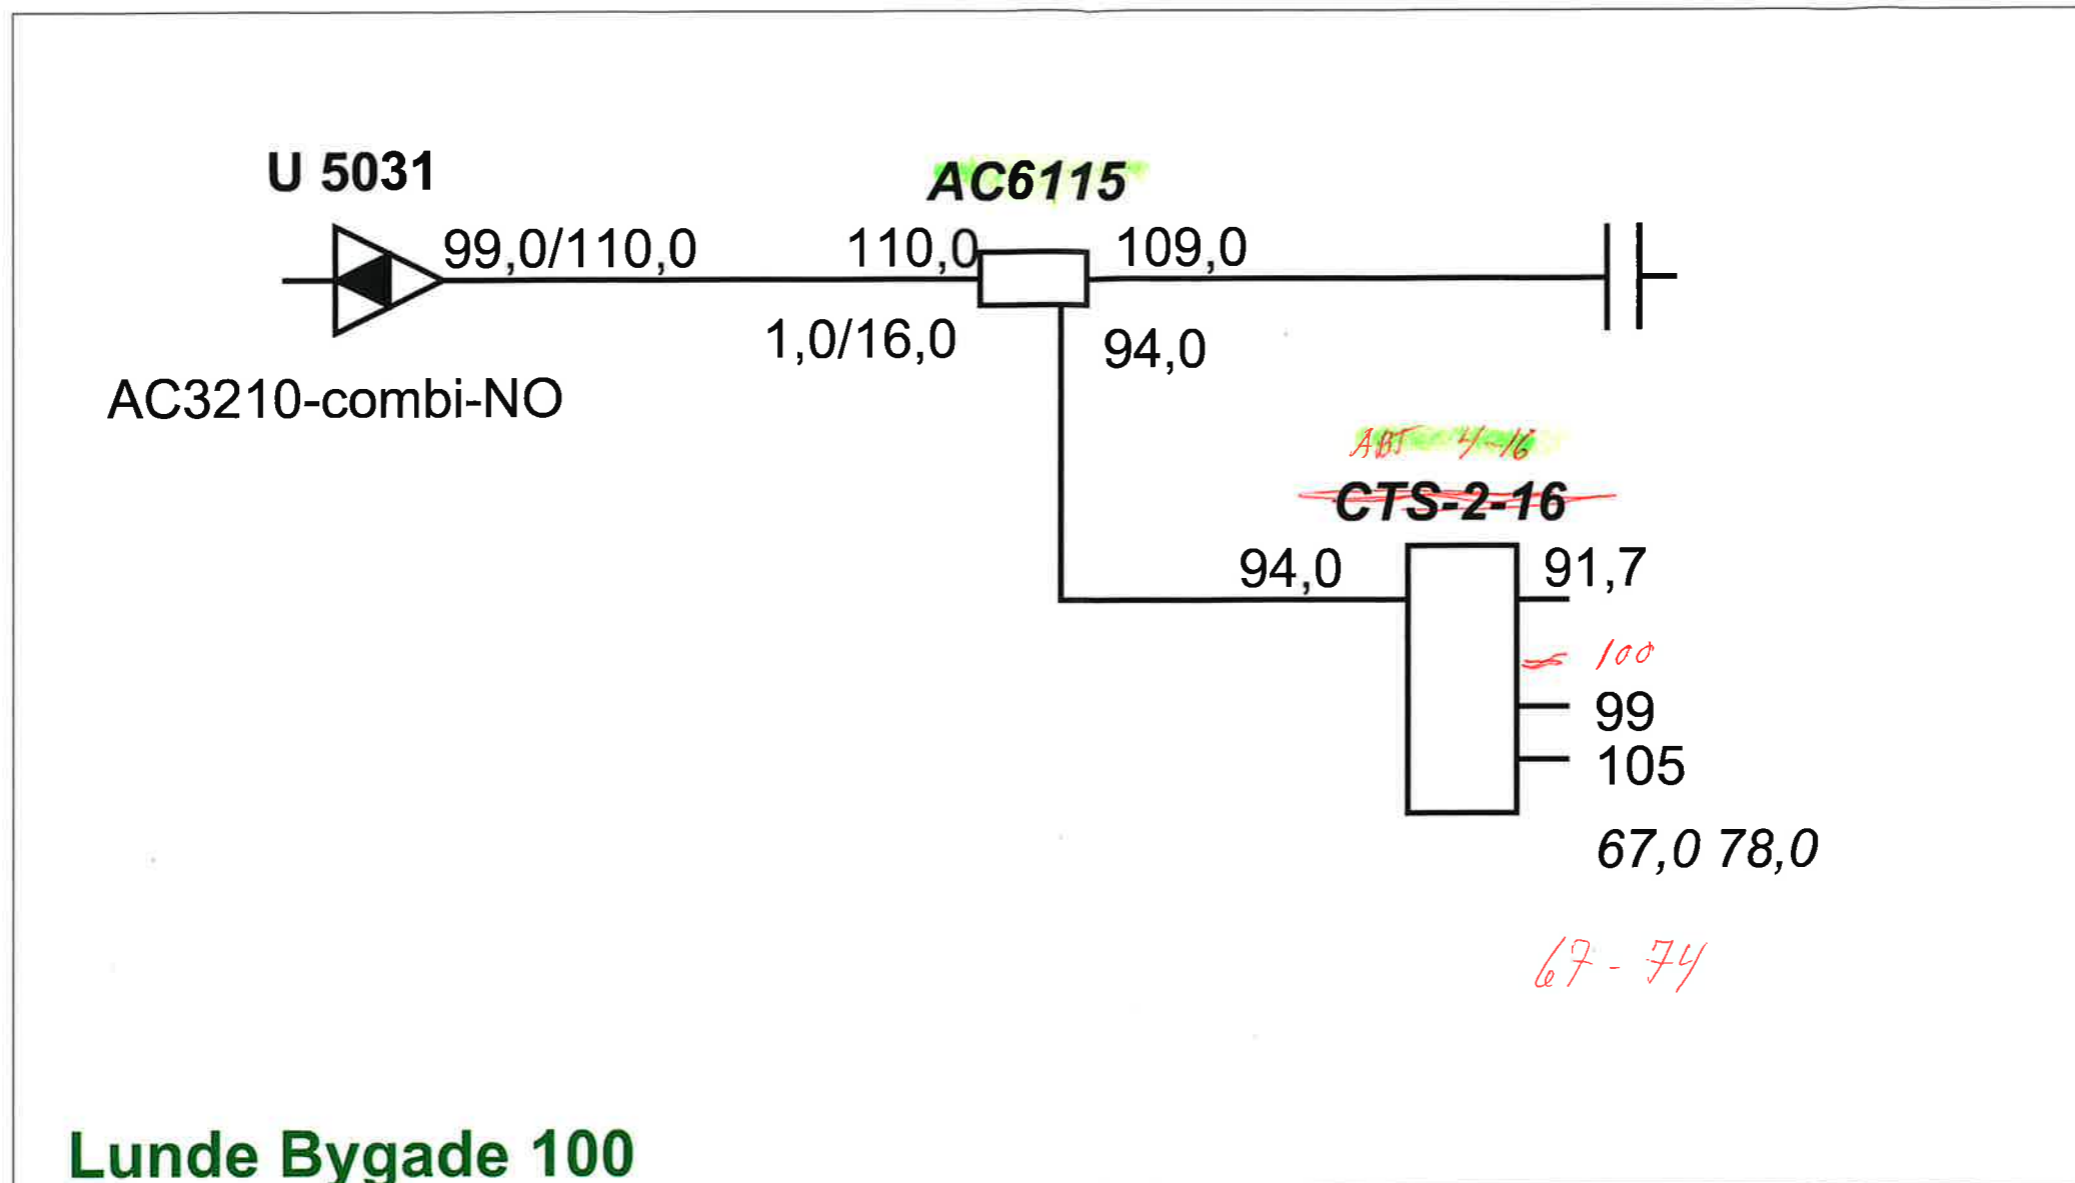 U 5031
AC6115
99,0/110,0
110,0
109,0
1,0/16,0
94,0
AC3210-combi-NO
ABT 4-16
CTS-2-16
94,0
91,7
100
99
105
67,0 78,0
67 - 74
Lunde Bygade 100